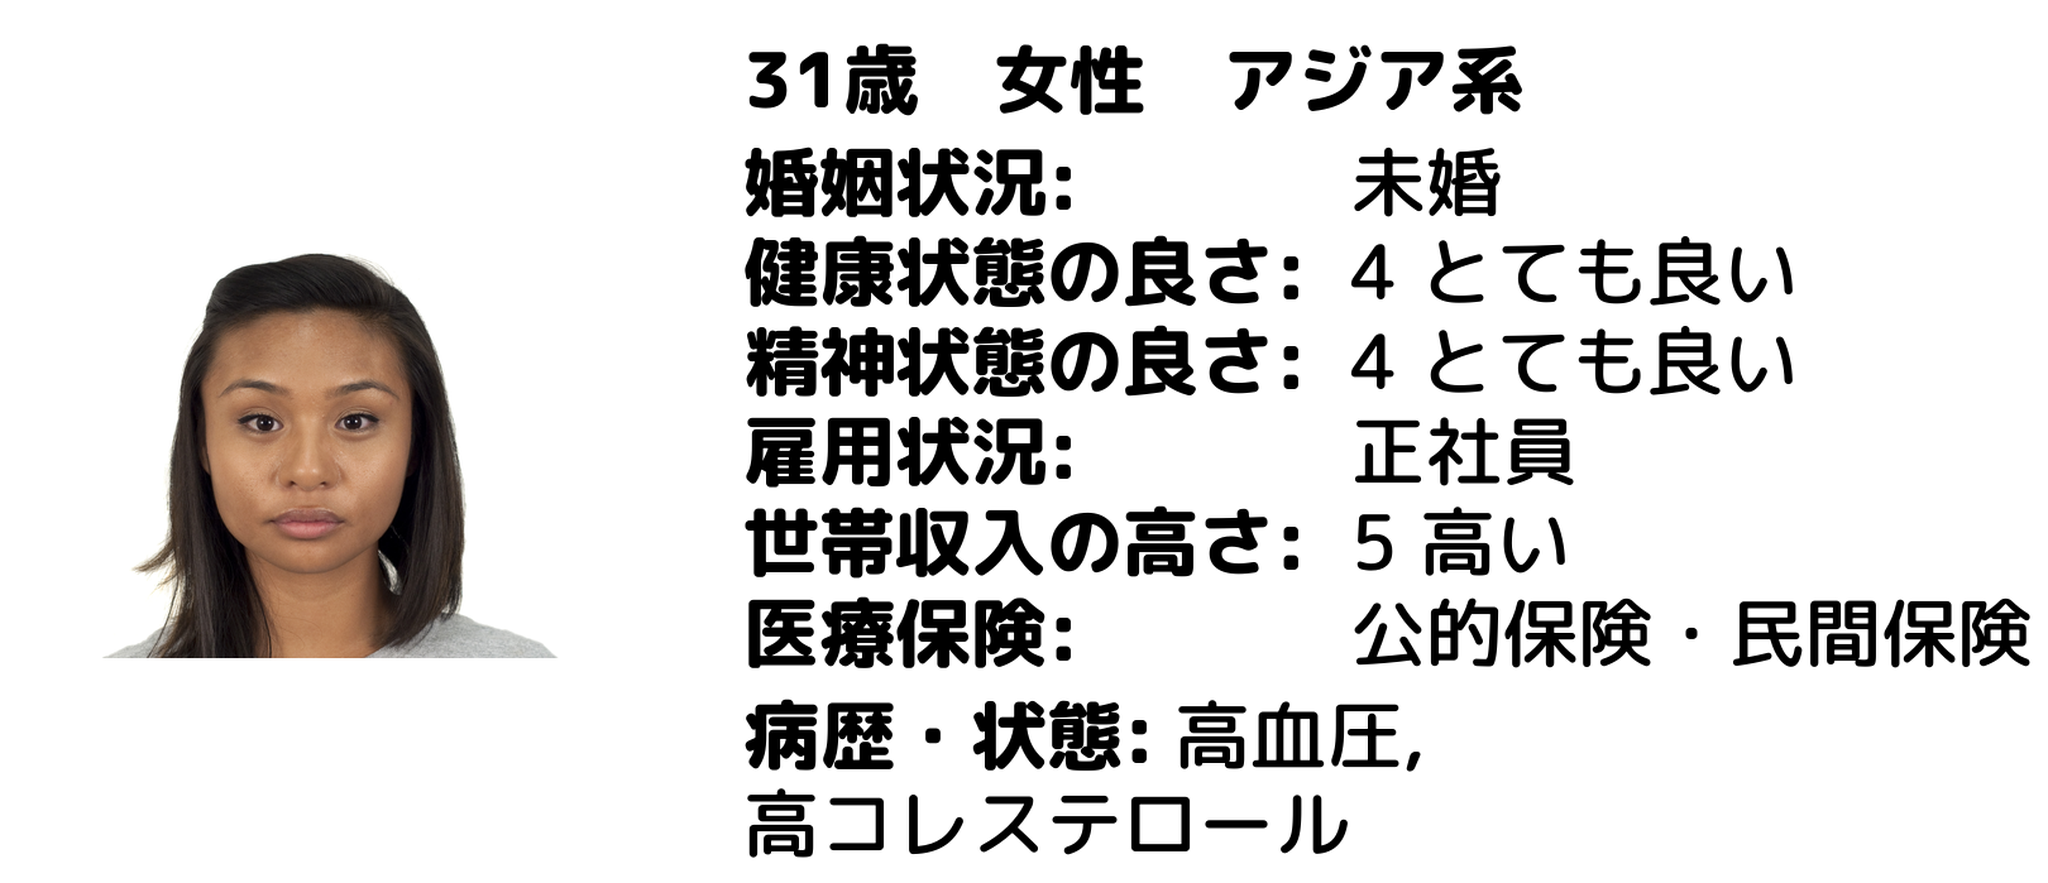 31歳　女性　アジア系
婚姻状況: 未婚
健康状態の良さ: 4 とても良い
精神状態の良さ: 4 とても良い
雇用状況: 正社員
世帯収入の高さ: 5 高い
医療保険: 公的保険・民間保険
病歴・状態: 高血圧,
高コレステロール